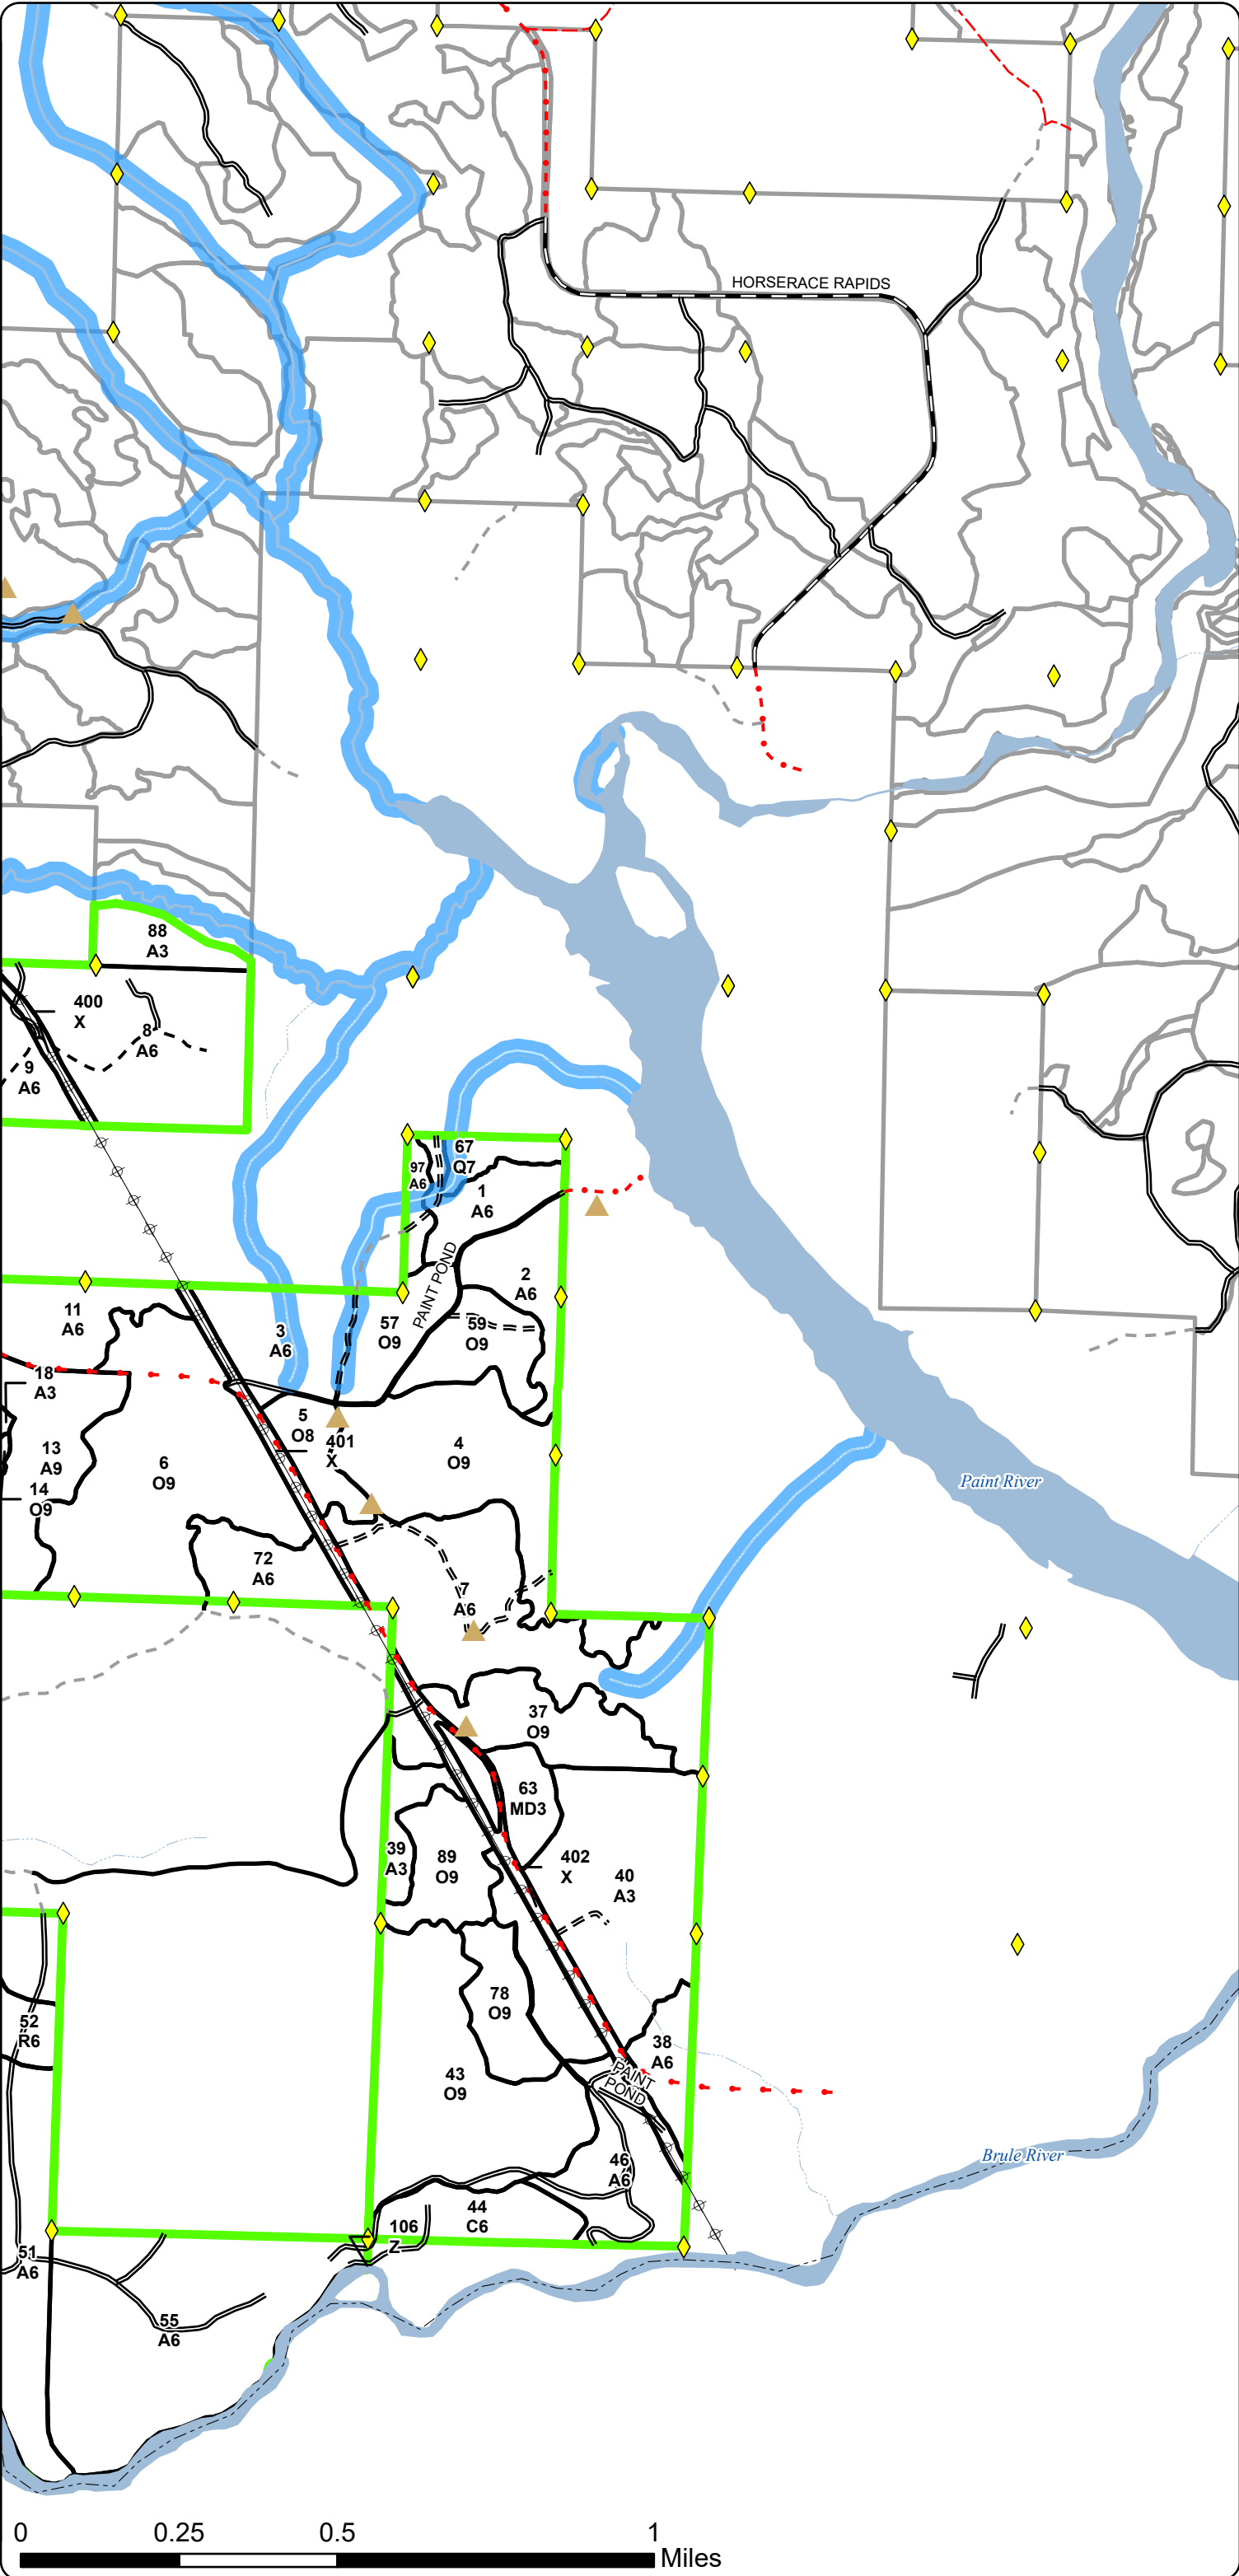 HORSERACE RAPIDS
88
A3
400
X
8
A6
9
A6
67
Q7
97
A6
1
A6
PAINT POND
2
A6
11
A6
3
A6
57
O9
59
O9
18
A3
5
O8
401
X
4
O9
13
A9
6
O9
14
O9
Paint River
72
A6
7
A6
37
O9
63
MD3
39
A3
89
O9
402
X
40
A3
78
O9
52
R6
38
A6
43
O9
PAINT
POND
Brule River
46
A6
44
C6
106
Z
51
A6
55
A6
0 0.25 0.5 1
Miles